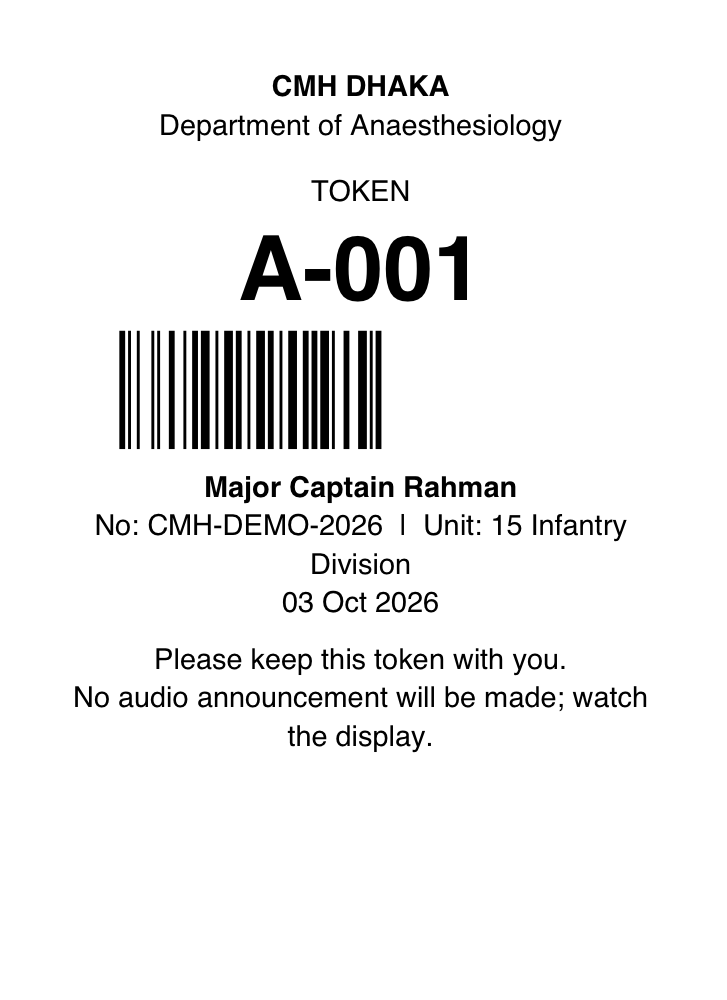 CMH DHAKA
Department of Anaesthesiology
TOKEN
A-001
Major Captain Rahman
No: CMH-DEMO-2026 | Unit: 15 Infantry
Division
03 Oct 2026
Please keep this token with you.
No audio announcement will be made; watch
the display.